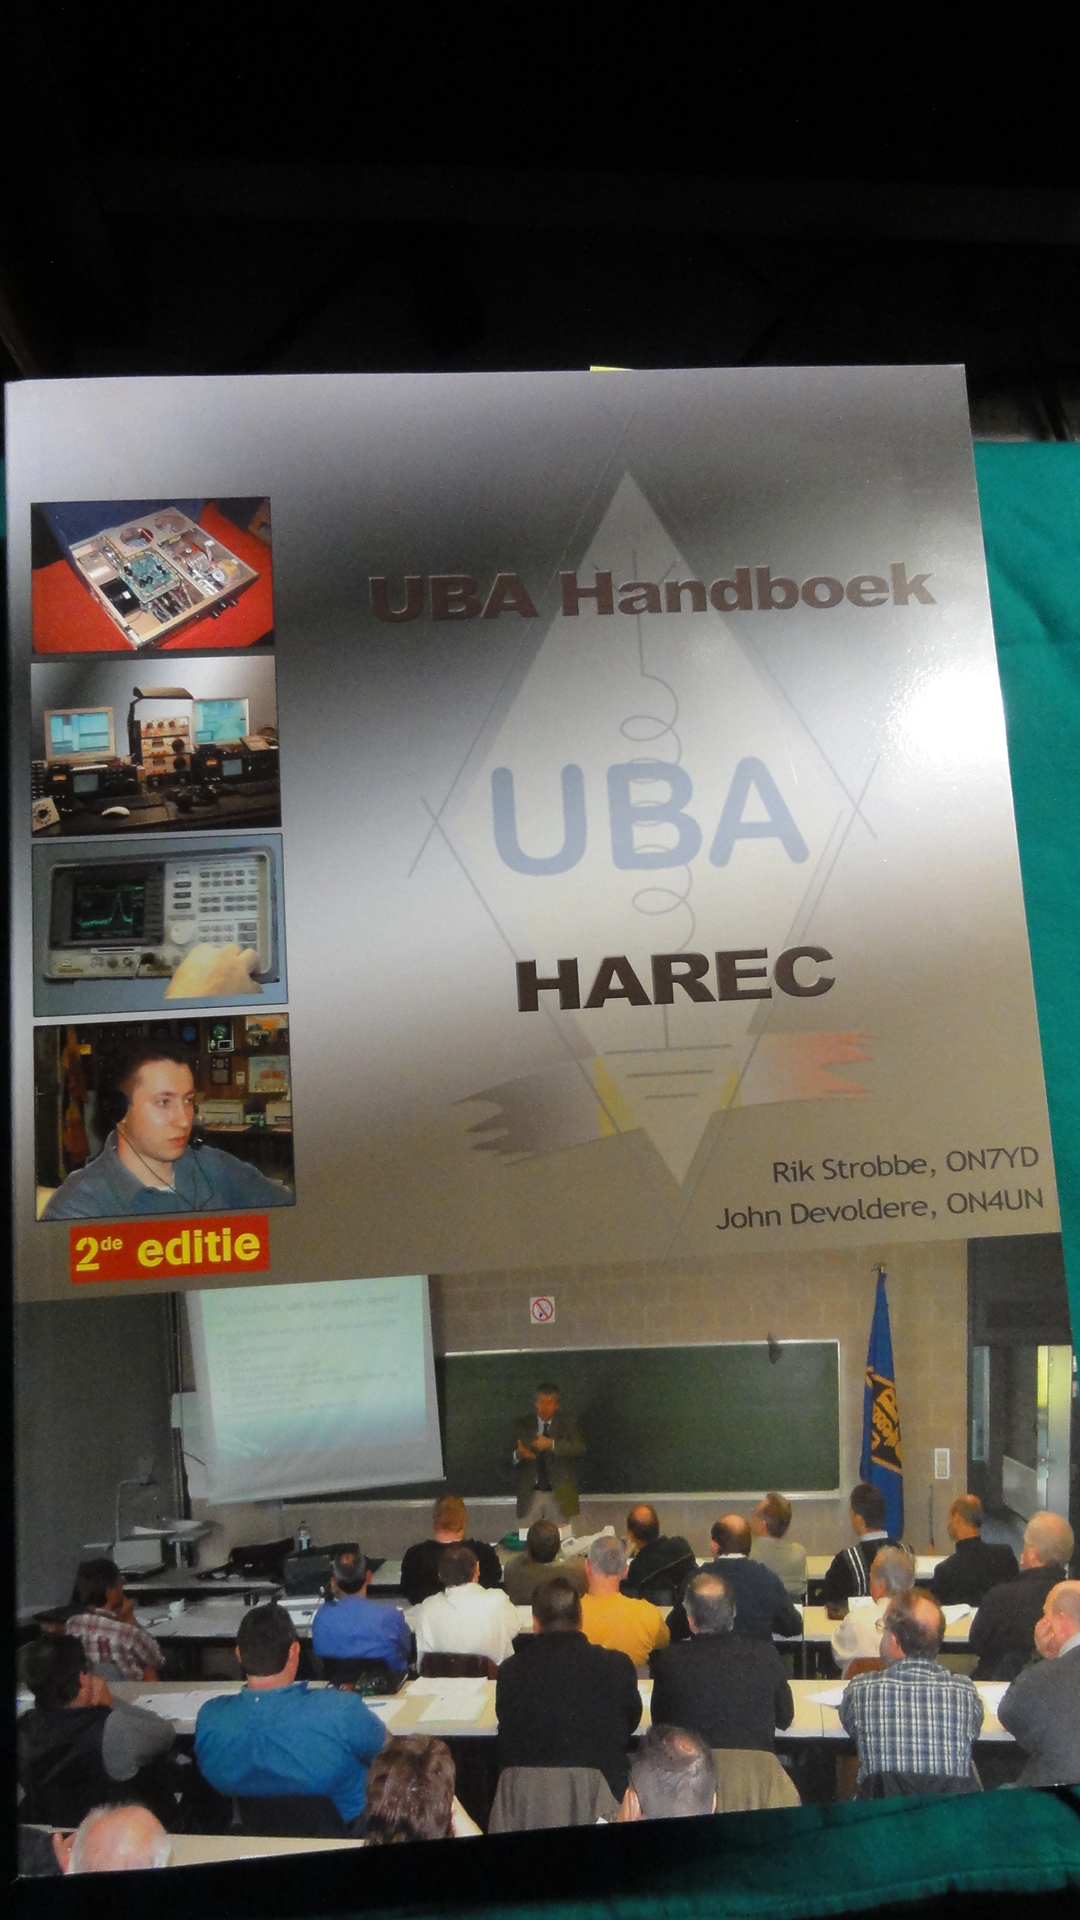 UBA Handboek
UBA
HAREC
Rik Strobbe, ON7YD
John Devoldere, ON4UN
2de editie